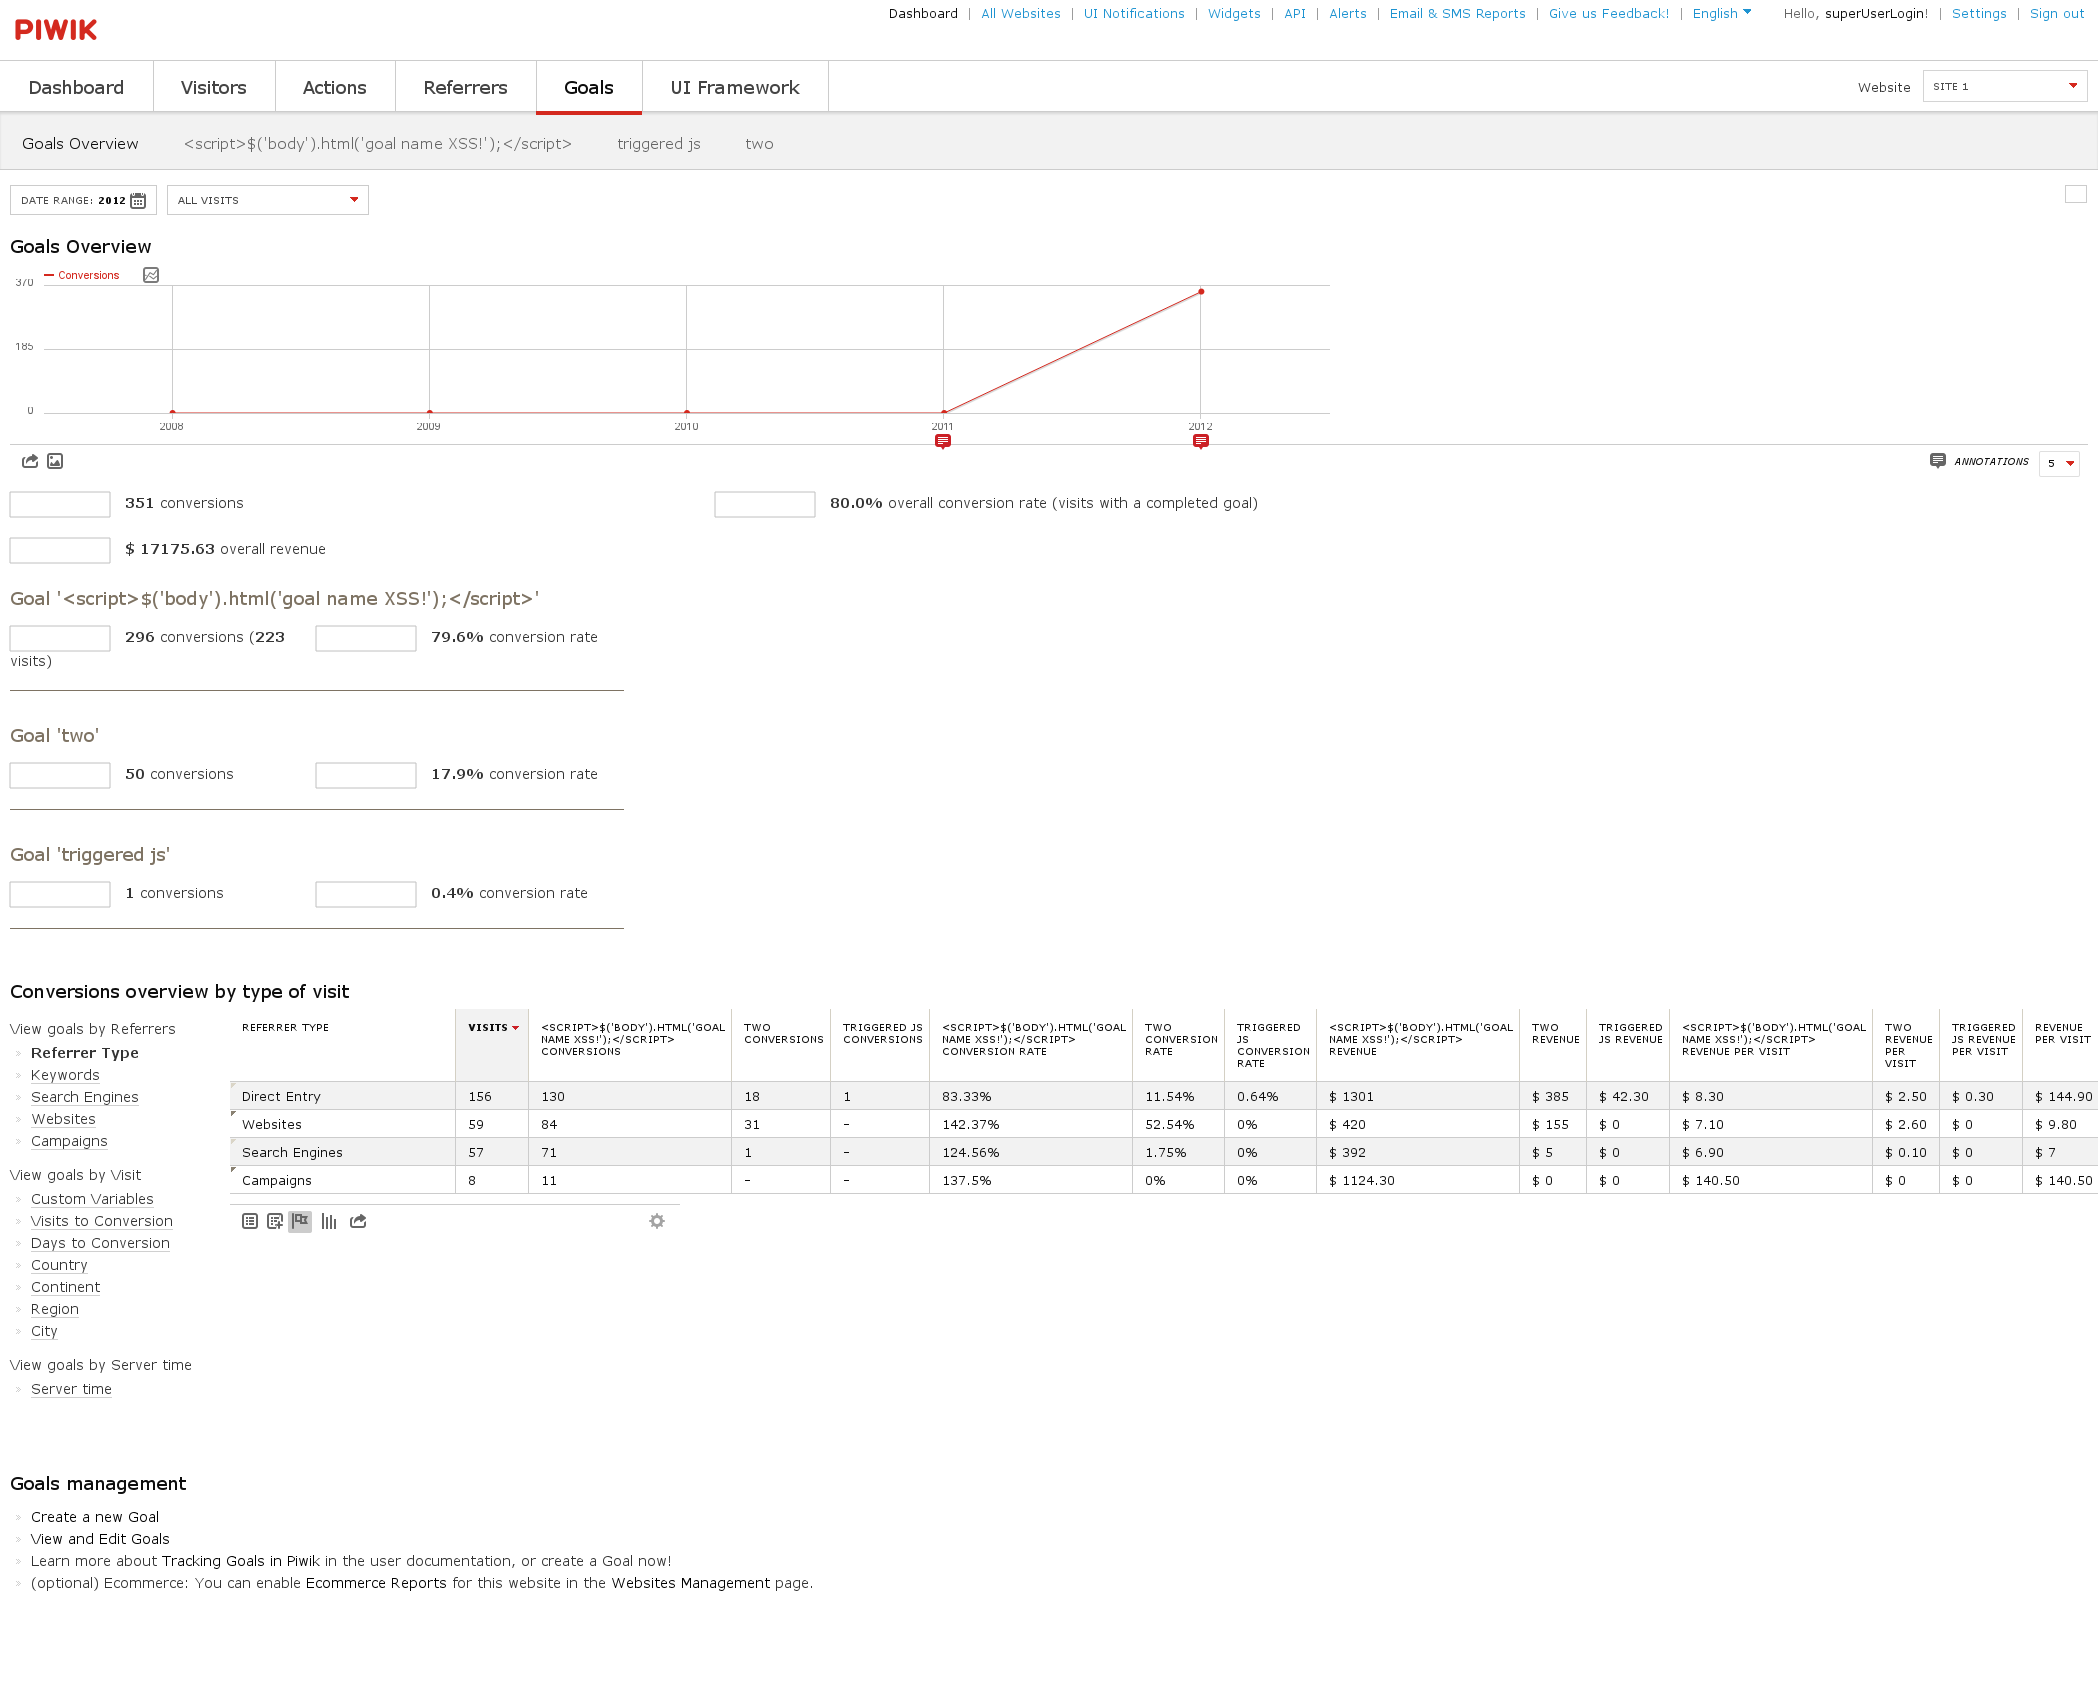 PIWIK
Dashboard | All Websites | UI Notifications | Widgets | API | Alerts | Email & SMS Reports | Give us Feedback! | English Hello, superUserLogin! | Settings | Sign out
Dashboard Visitors Actions Referrers Goals UI Framework Website SITE 1
Goals Overview <script>$('body').html('goal name XSS!');</script> triggered js two
DATE RANGE: 2012 ALL VISITS
Goals Overview
Conversions
370
185
0
2008 2009 2010 2011 2012
ANNOTATIONS 5
351 conversions 80.0% overall conversion rate (visits with a completed goal)
$ 17175.63 overall revenue
Goal '<script>$('body').html('goal name XSS!');</script>'
296 conversions (223 visits) 79.6% conversion rate
Goal 'two'
50 conversions 17.9% conversion rate
Goal 'triggered js'
1 conversions 0.4% conversion rate
Conversions overview by type of visit
View goals by Referrers
» Referrer Type
» Keywords
» Search Engines
» Websites
» Campaigns
View goals by Visit
» Custom Variables
» Visits to Conversion
» Days to Conversion
» Country
» Continent
» Region
» City
View goals by Server time
» Server time
REFERRER TYPE VISITS <SCRIPT>$('BODY').HTML('GOAL NAME XSS!');</SCRIPT> CONVERSIONS TWO CONVERSIONS TRIGGERED JS CONVERSIONS <SCRIPT>$('BODY').HTML('GOAL NAME XSS!');</SCRIPT> CONVERSION RATE TWO CONVERSION RATE TRIGGERED JS CONVERSION RATE <SCRIPT>$('BODY').HTML('GOAL NAME XSS!');</SCRIPT> REVENUE TWO REVENUE TRIGGERED JS REVENUE <SCRIPT>$('BODY').HTML('GOAL NAME XSS!');</SCRIPT> REVENUE PER VISIT TWO REVENUE PER VISIT TRIGGERED JS REVENUE PER VISIT REVENUE PER VISIT
Direct Entry 156 130 18 1 83.33% 11.54% 0.64% $ 1301 $ 385 $ 42.30 $ 8.30 $ 2.50 $ 0.30 $ 144.90
Websites 59 84 31 - 142.37% 52.54% 0% $ 420 $ 155 $ 0 $ 7.10 $ 2.60 $ 0 $ 9.80
Search Engines 57 71 1 - 124.56% 1.75% 0% $ 392 $ 5 $ 0 $ 6.90 $ 0.10 $ 0 $ 7
Campaigns 8 11 - - 137.5% 0% 0% $ 1124.30 $ 0 $ 0 $ 140.50 $ 0 $ 0 $ 140.50
Goals management
» Create a new Goal
» View and Edit Goals
» Learn more about Tracking Goals in Piwik in the user documentation, or create a Goal now!
» (optional) Ecommerce: You can enable Ecommerce Reports for this website in the Websites Management page.